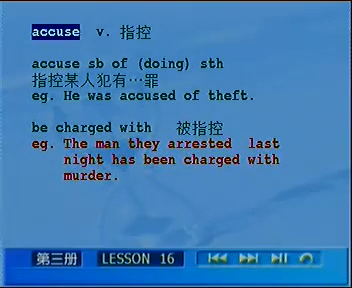 accuse v. 指控
accuse sb of (doing) sth
指控某人犯有…罪
eg. He was accused of theft.
be charged with 被指控
eg. The man they arrested last
night has been charged with
murder.
第三册 LESSON 16